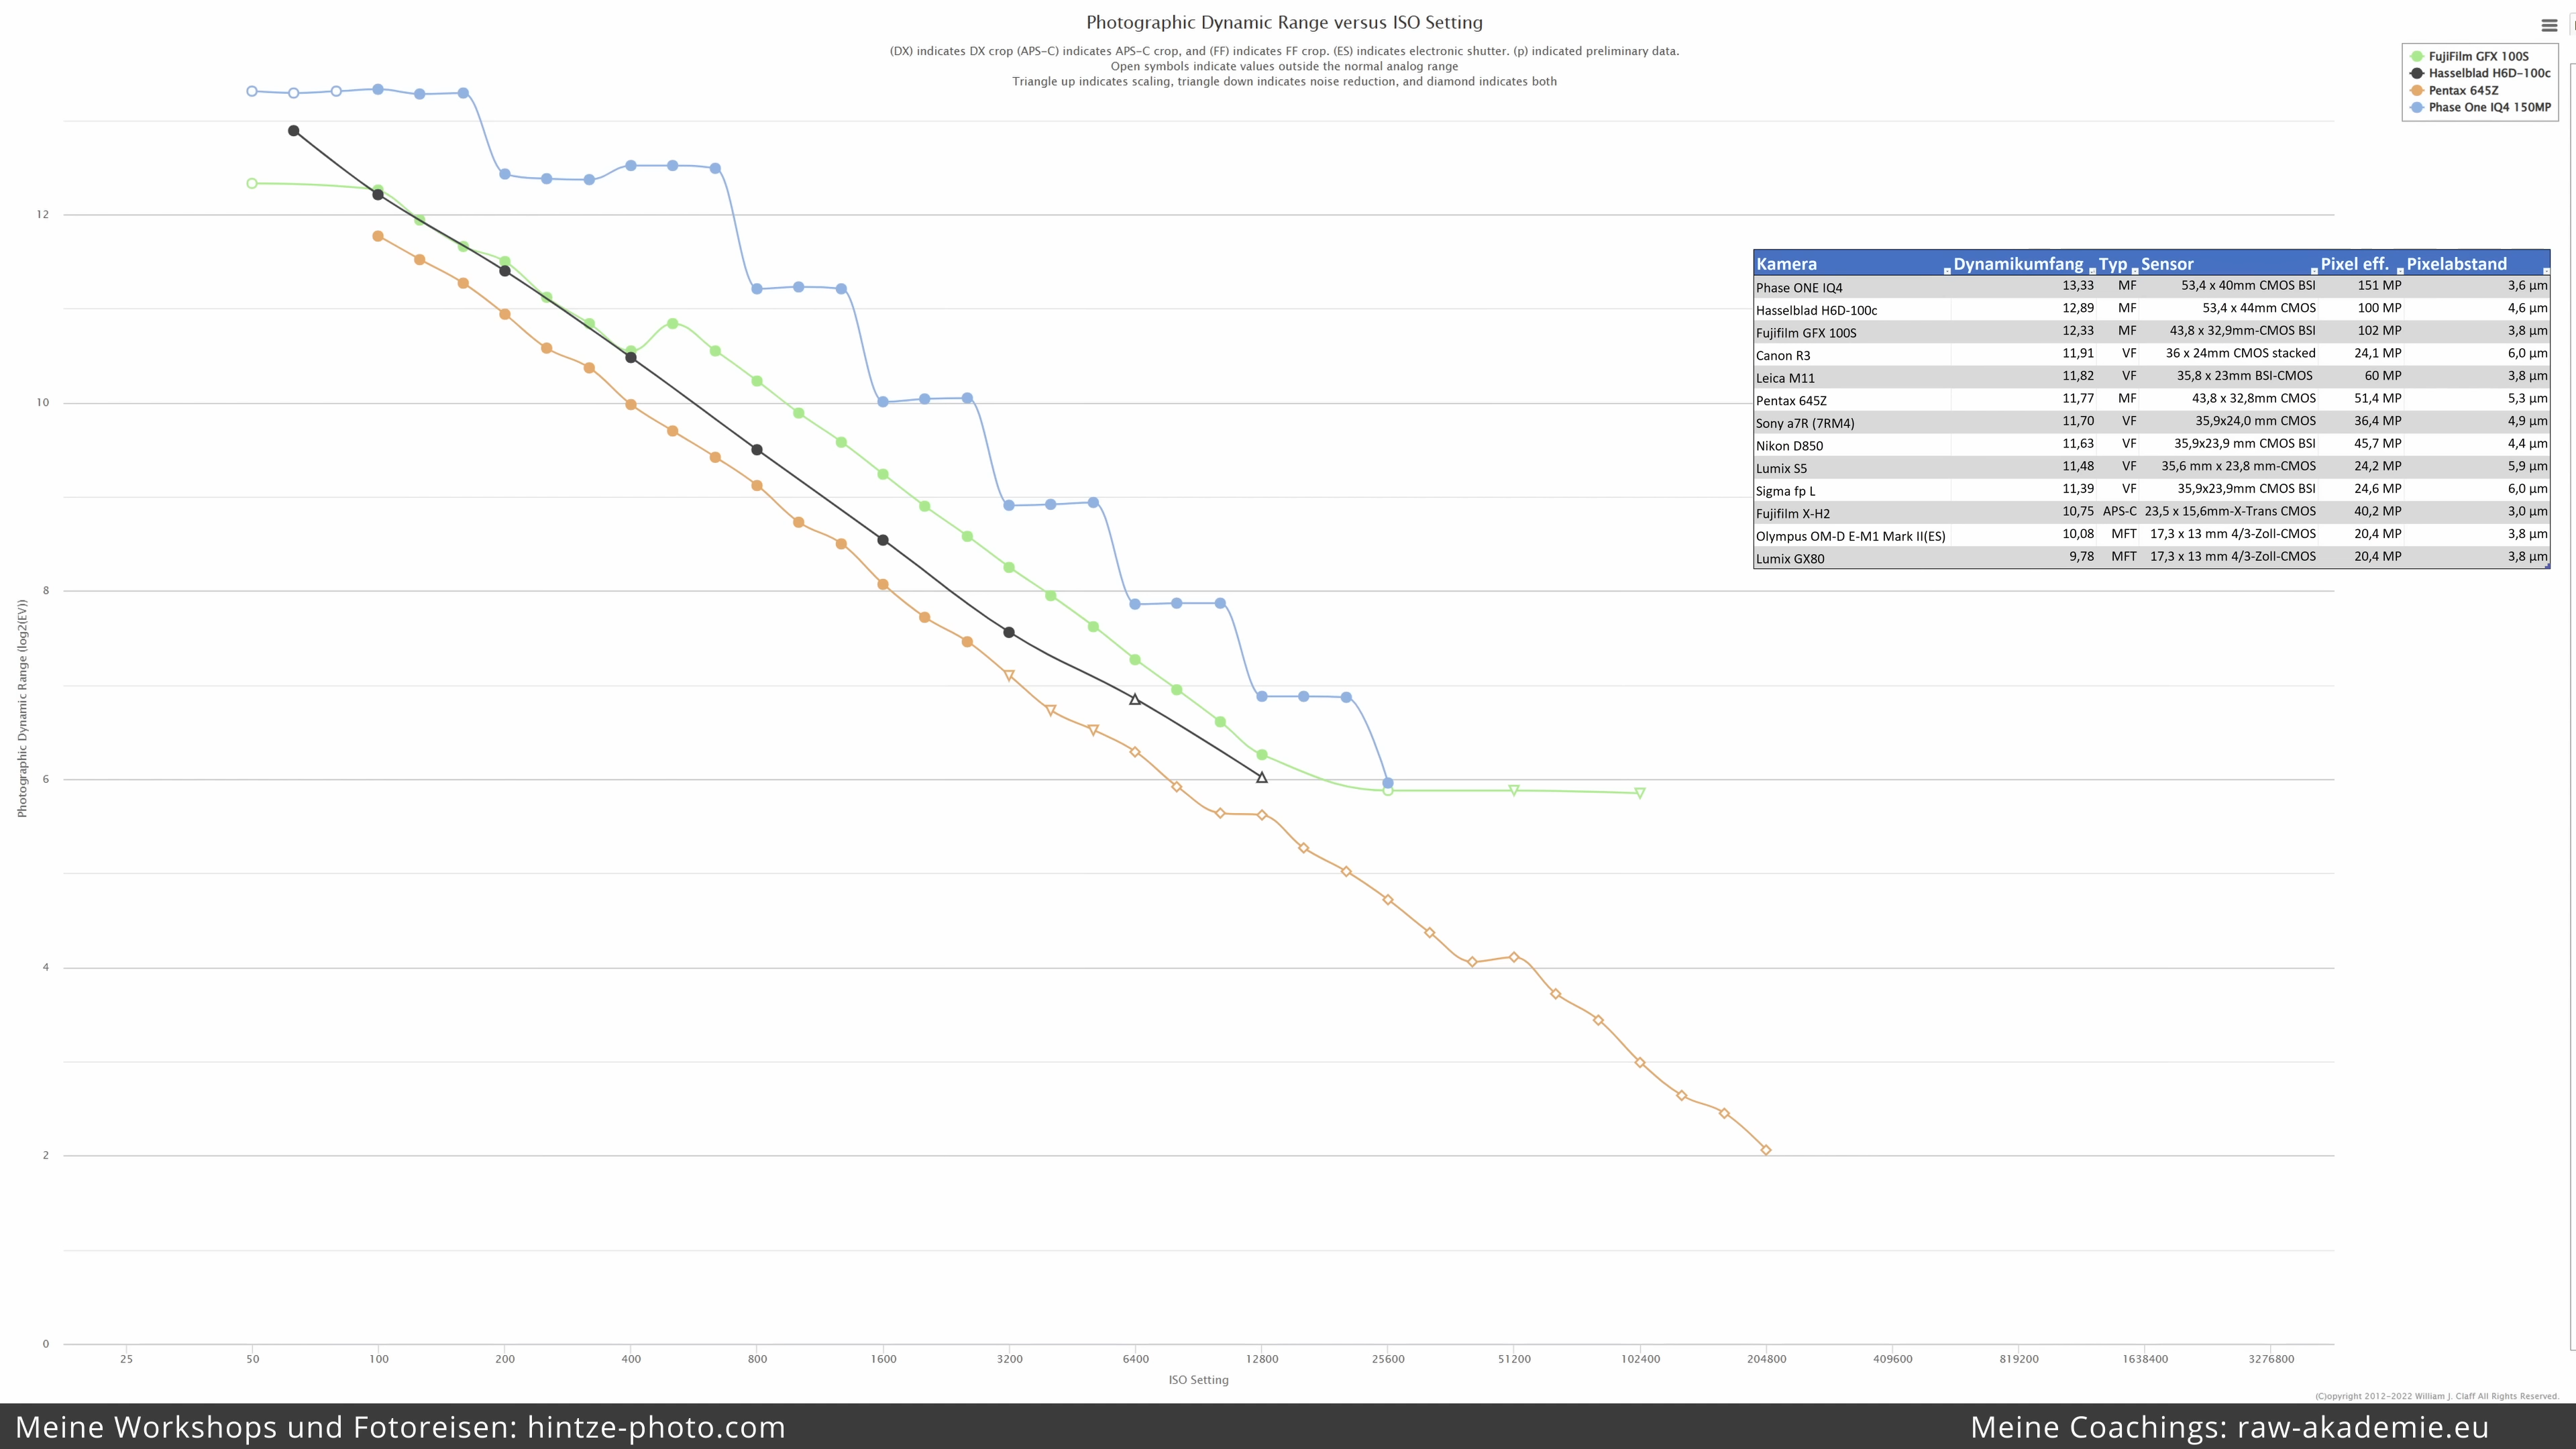 Photographic Dynamic Range versus ISO Setting
(DX) indicates DX crop (APS-C) indicates APS-C crop, and (FF) indicates FF crop. (ES) indicates electronic shutter. (p) indicated preliminary data.
Open symbols indicate values outside the normal analog range
Triangle up indicates scaling, triangle down indicates noise reduction, and diamond indicates both
FujiFilm GFX 100S
Hasselblad H6D-100c
Pentax 645Z
Phase One IQ4 150MP
Photographic Dynamic Range (log2(EV))
12
10
8
6
4
2
0
Kamera Dynamikumfang Typ Sensor Pixel eff. Pixelabstand
Phase ONE IQ4 13,33 MF 53,4 x 40mm CMOS BSI 151 MP 3,6 µm
Hasselblad H6D-100c 12,89 MF 53,4 x 44mm CMOS 100 MP 4,6 µm
Fujifilm GFX 100S 12,33 MF 43,8 x 32,9mm-CMOS BSI 102 MP 3,8 µm
Canon R3 11,91 VF 36 x 24mm CMOS stacked 24,1 MP 6,0 µm
Leica M11 11,82 VF 35,8 x 23mm BSI-CMOS 60 MP 3,8 µm
Pentax 645Z 11,77 MF 43,8 x 32,8mm CMOS 51,4 MP 5,3 µm
Sony a7R (7RM4) 11,70 VF 35,9x24,0 mm CMOS 36,4 MP 4,9 µm
Nikon D850 11,63 VF 35,9x23,9 mm CMOS BSI 45,7 MP 4,4 µm
Lumix S5 11,48 VF 35,6 mm x 23,8 mm-CMOS 24,2 MP 5,9 µm
Sigma fp L 11,39 VF 35,9x23,9mm CMOS BSI 24,6 MP 6,0 µm
Fujifilm X-H2 10,75 APS-C 23,5 x 15,6mm-X-Trans CMOS 40,2 MP 3,0 µm
Olympus OM-D E-M1 Mark II(ES) 10,08 MFT 17,3 x 13 mm 4/3-Zoll-CMOS 20,4 MP 3,8 µm
Lumix GX80 9,78 MFT 17,3 x 13 mm 4/3-Zoll-CMOS 20,4 MP 3,8 µm
25 50 100 200 400 800 1600 3200 6400 12800 25600 51200 102400 204800 409600 819200 1638400 3276800
ISO Setting
(C)opyright 2012-2022 William J. Claff All Rights Reserved.
Meine Workshops und Fotoreisen: hintze-photo.com
Meine Coachings: raw-akademie.eu